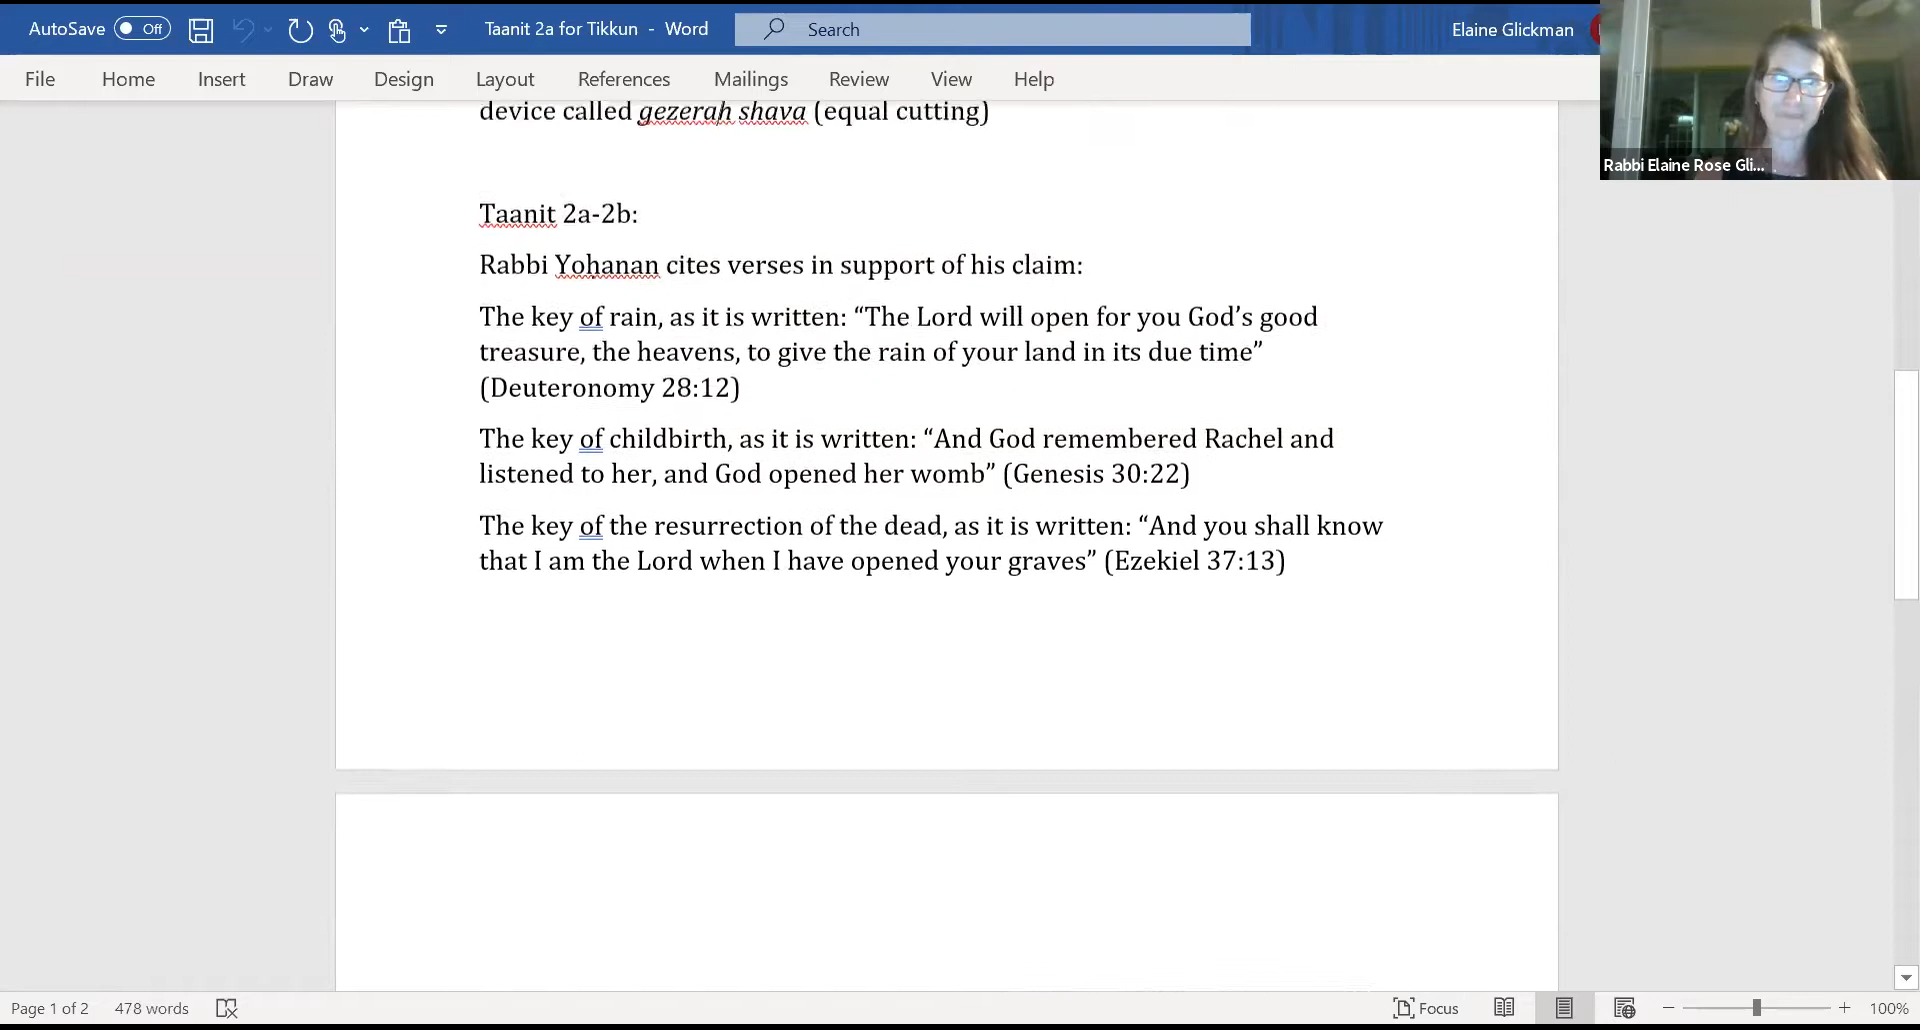 AutoSave Off Taanit 2a for Tikkun - Word Search Elaine Glickman
File Home Insert Draw Design Layout References Mailings Review View Help
Rabbi Elaine Rose Gli...
device called gezerah shava (equal cutting)
Taanit 2a-2b:
Rabbi Yohanan cites verses in support of his claim:
The key of rain, as it is written: “The Lord will open for you God’s good
treasure, the heavens, to give the rain of your land in its due time”
(Deuteronomy 28:12)
The key of childbirth, as it is written: “And God remembered Rachel and
listened to her, and God opened her womb” (Genesis 30:22)
The key of the resurrection of the dead, as it is written: “And you shall know
that I am the Lord when I have opened your graves” (Ezekiel 37:13)
Page 1 of 2 478 words Focus 100%